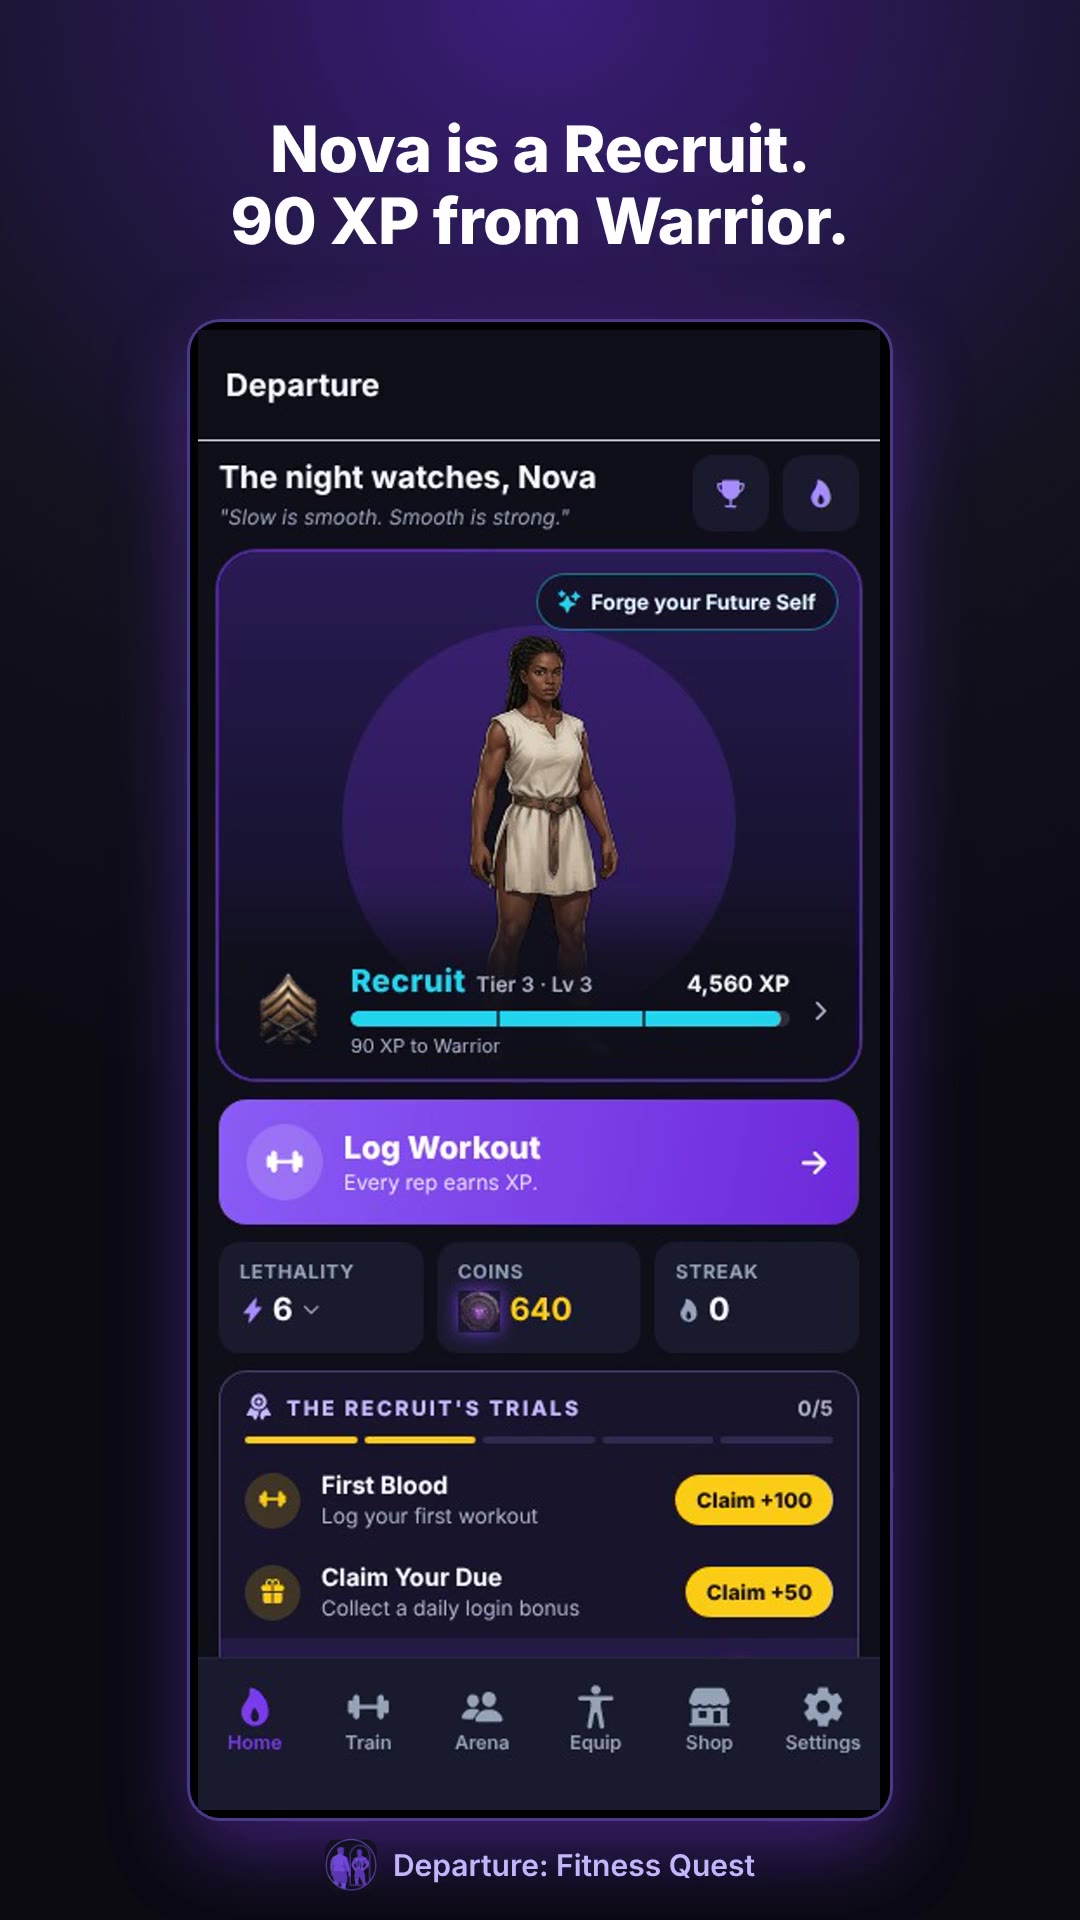 Nova is a Recruit.
90 XP from Warrior.
Departure
The night watches, Nova
"Slow is smooth. Smooth is strong."
Forge your Future Self
Recruit Tier 3 · Lv 3 4,560 XP
90 XP to Warrior
Log Workout
Every rep earns XP.
LETHALITY COINS STREAK
6 640 0
THE RECRUIT'S TRIALS 0/5
First Blood
Log your first workout
Claim +100
Claim Your Due
Collect a daily login bonus
Claim +50
Home Train Arena Equip Shop Settings
Departure: Fitness Quest